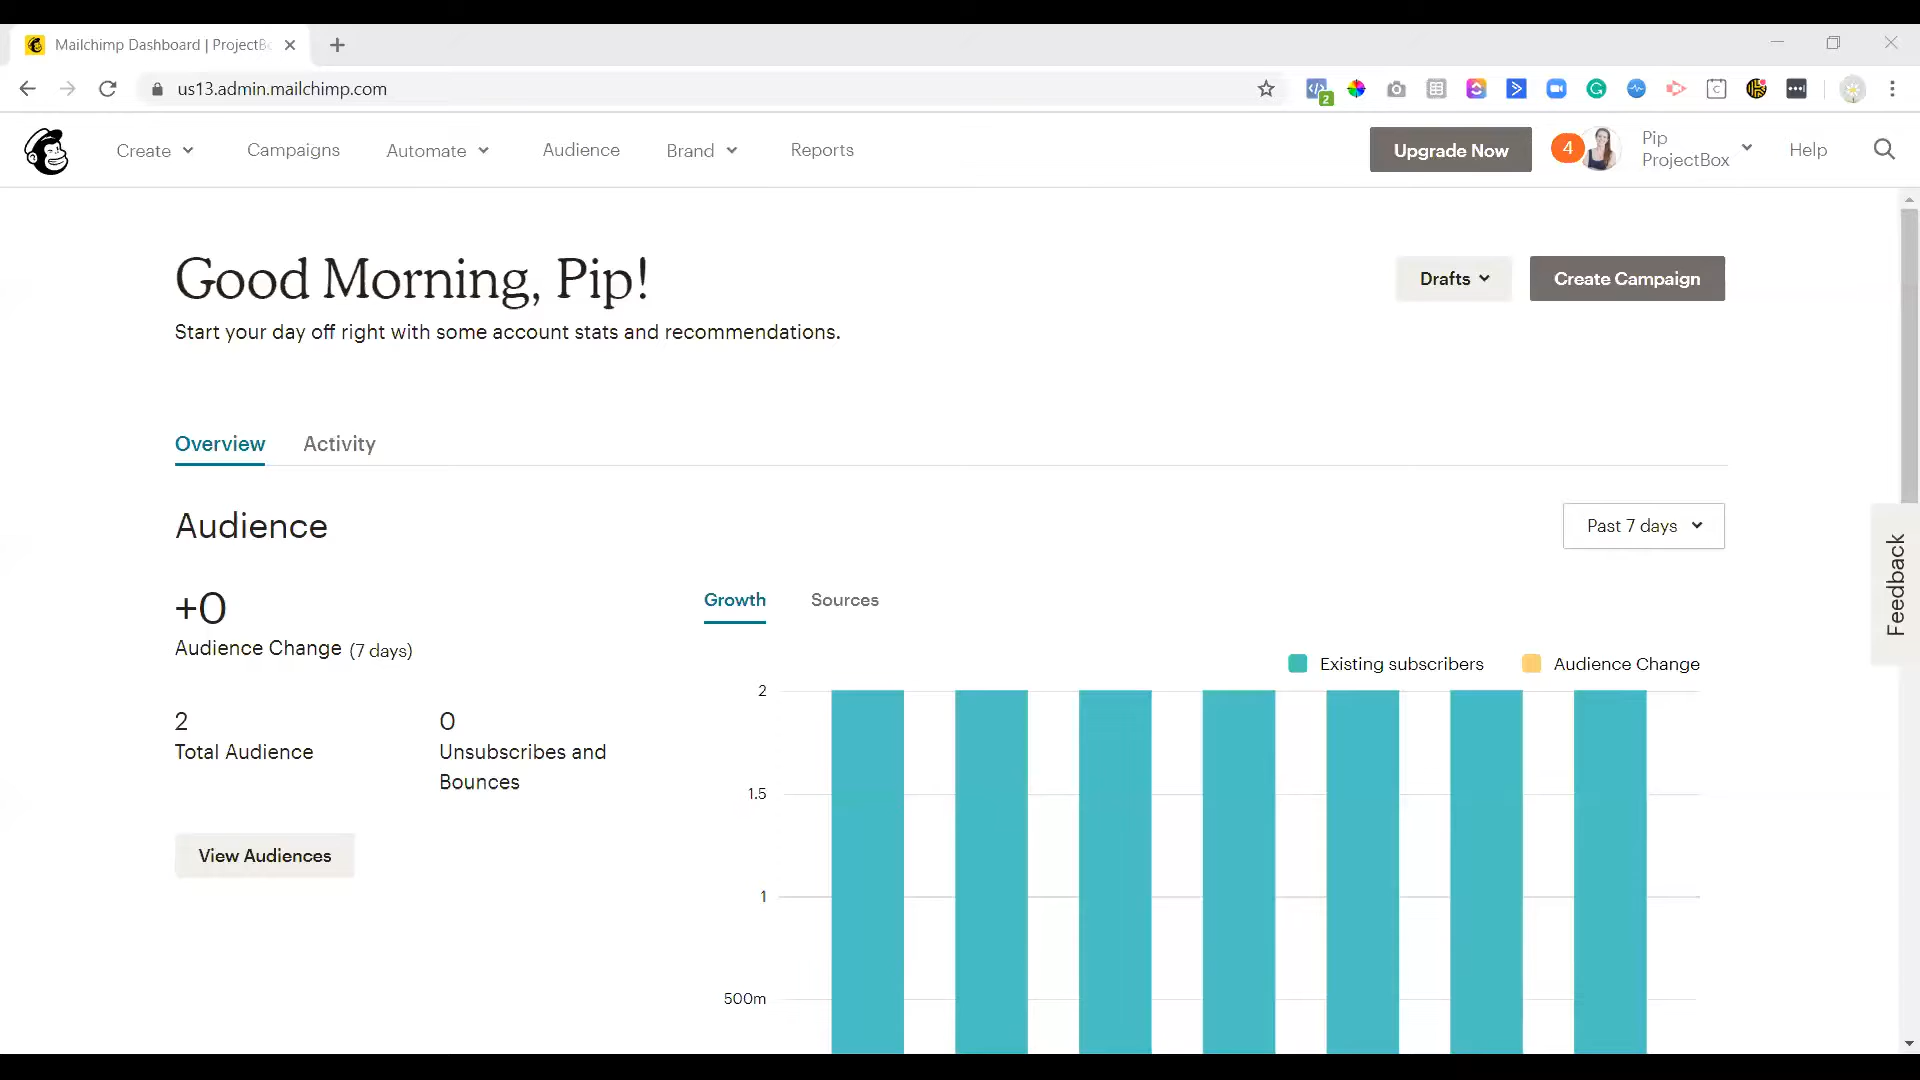 Mailchimp Dashboard | ProjectB
us13.admin.mailchimp.com
2
Create
Campaigns
Automate
Audience
Brand
Reports
Upgrade Now
4
Pip
ProjectBox
Help
Good Morning, Pip!
Start your day off right with some account stats and recommendations.
Drafts
Create Campaign
Overview
Activity
Audience
Past 7 days
Feedback
+0
Audience Change (7 days)
2
Total Audience
0
Unsubscribes and
Bounces
View Audiences
Growth
Sources
Existing subscribers
Audience Change
2
1.5
1
500m